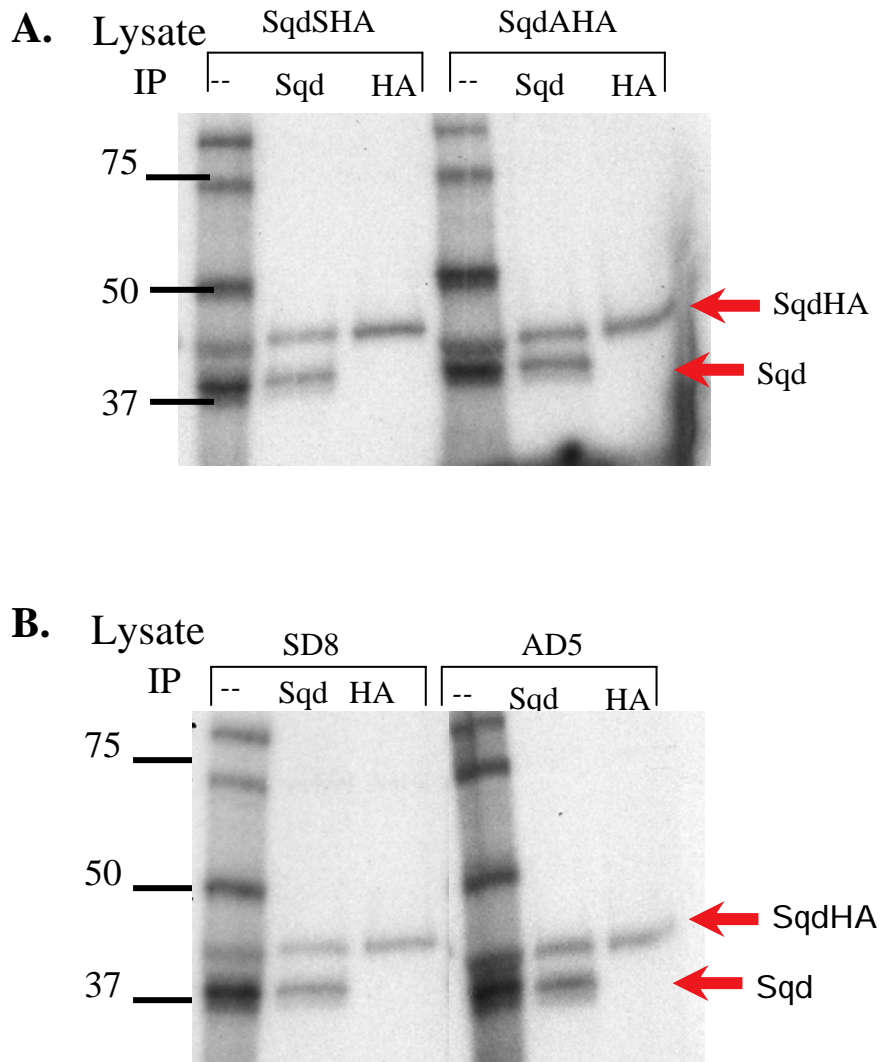 A. Lysate SqdSHA SqdAHA
IP -- Sqd HA -- Sqd HA
75
50
SqdHA
Sqd
37
B. Lysate SD8 AD5
IP -- Sqd HA -- Sqd HA
75
50
SqdHA
Sqd
37